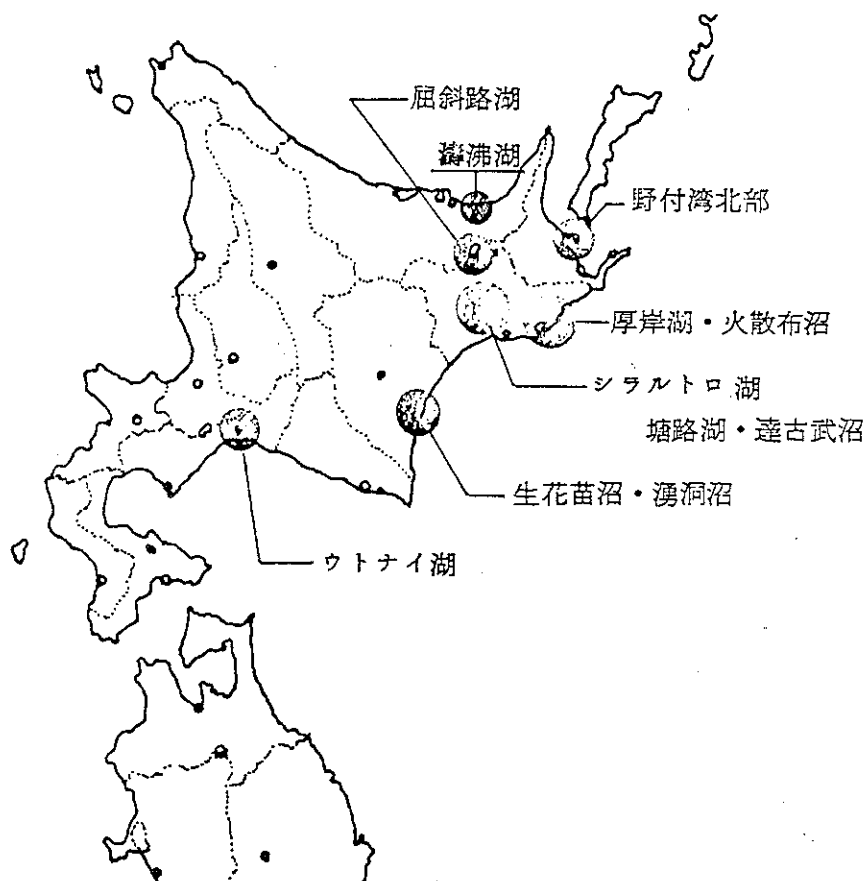 屈斜路湖
濤沸湖
野付湾北部
厚岸湖・火散布沼
シラルトロ湖
塘路湖・達古武沼
生花苗沼・湧洞沼
ウトナイ湖